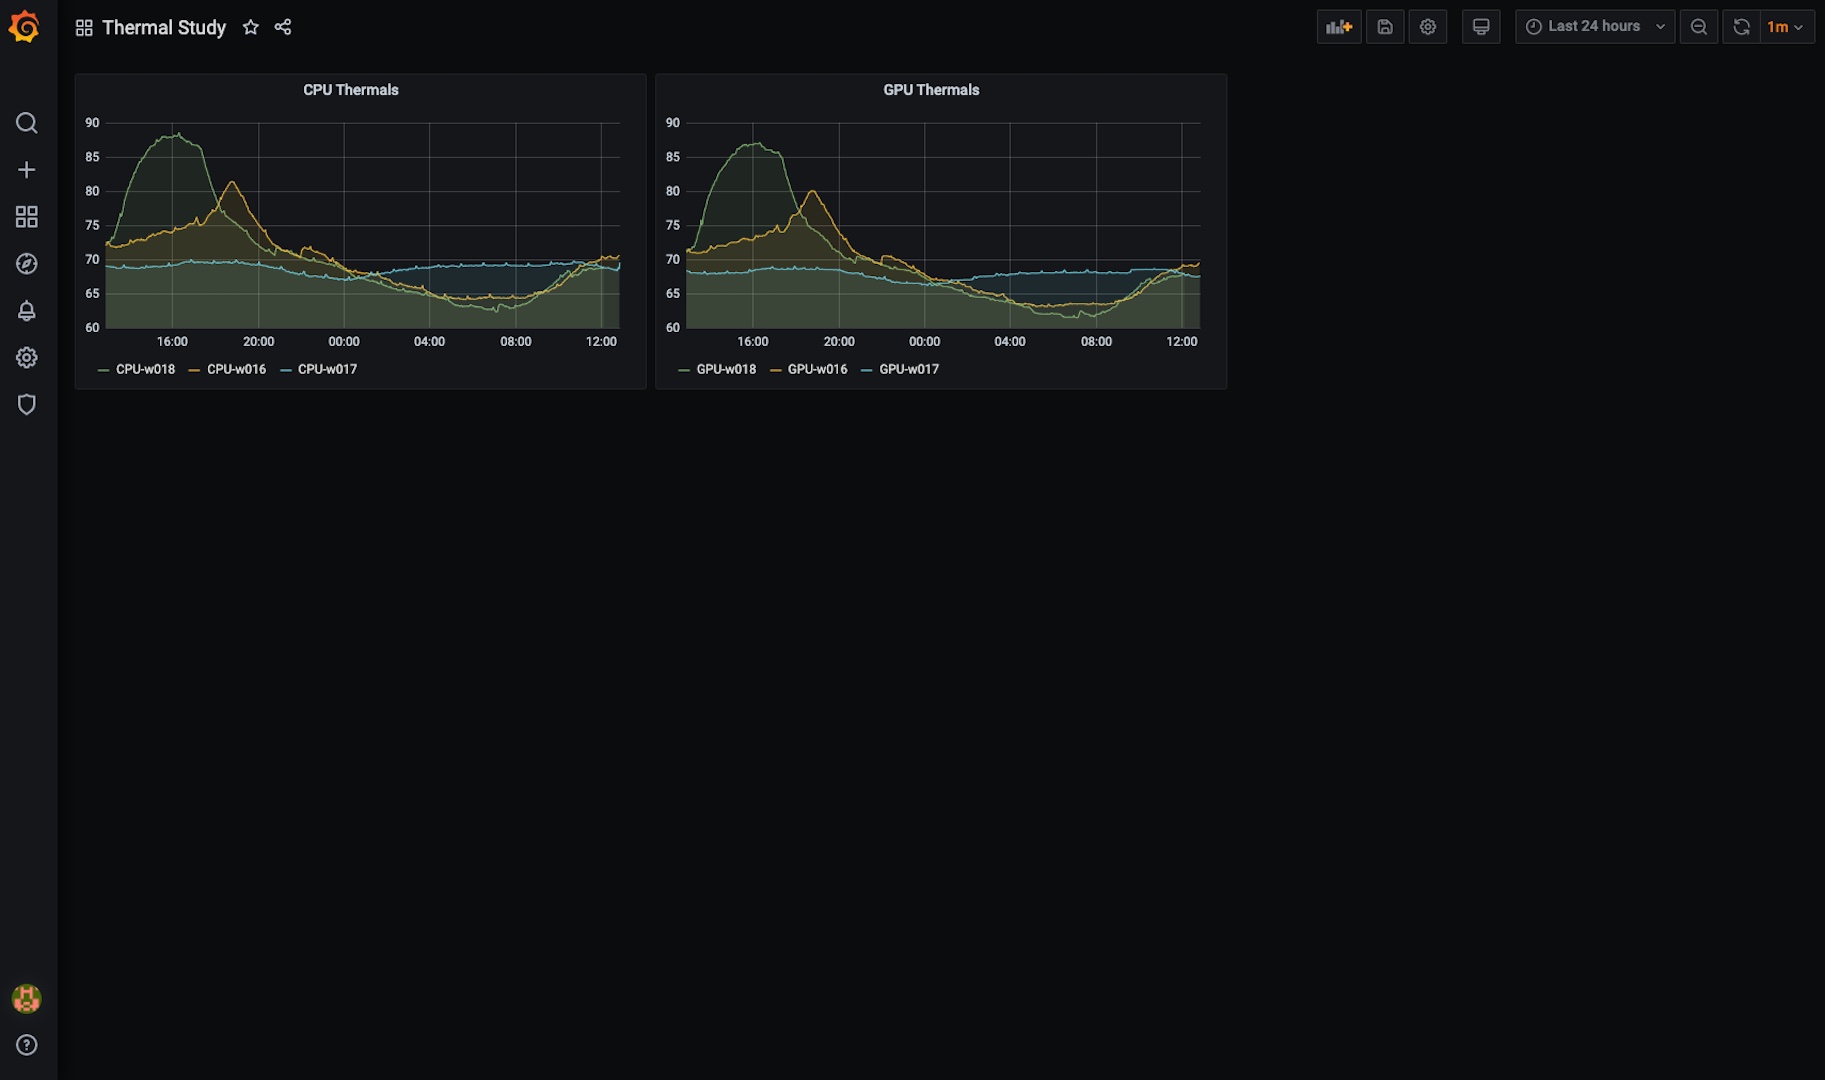 Thermal Study
Last 24 hours
1m
CPU Thermals
90
85
80
75
70
65
60
16:00 20:00 00:00 04:00 08:00 12:00
CPU-w018 CPU-w016 CPU-w017
GPU Thermals
90
85
80
75
70
65
60
16:00 20:00 00:00 04:00 08:00 12:00
GPU-w018 GPU-w016 GPU-w017